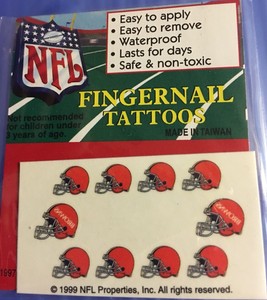 NFL
• Easy to apply
• Easy to remove
• Waterproof
• Lasts for days
• Safe & non-toxic
FINGERNAIL
TATTOOS
Not recommended
for children under
3 years of age.
MADE IN TAIWAN
1997
© 1999 NFL Properties, Inc. All rights reserved.